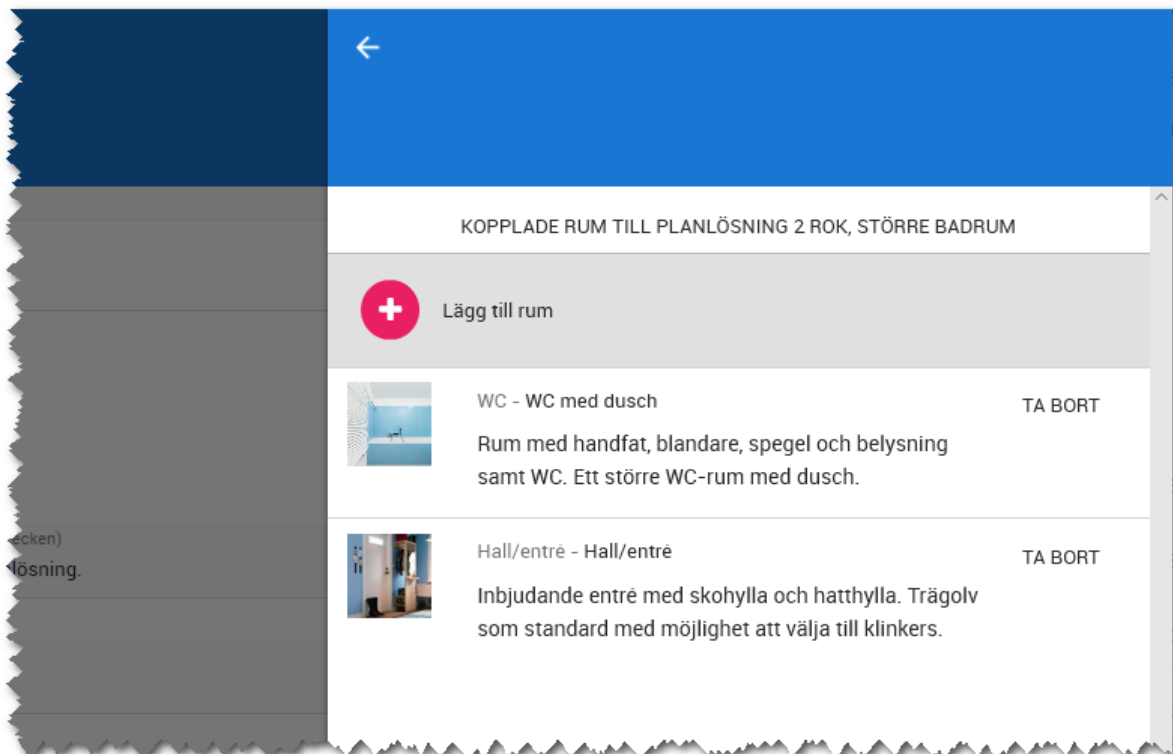 KOPPLADE RUM TILL PLANLÖSNING 2 ROK, STÖRRE BADRUM
Lägg till rum
WC - WC med dusch
TA BORT
Rum med handfat, blandare, spegel och belysning
samt WC. Ett större WC-rum med dusch.
ecken)
lösning.
Hall/entré - Hall/entré
TA BORT
Inbjudande entré med skohylla och hatthylla. Trägolv
som standard med möjlighet att välja till klinkers.